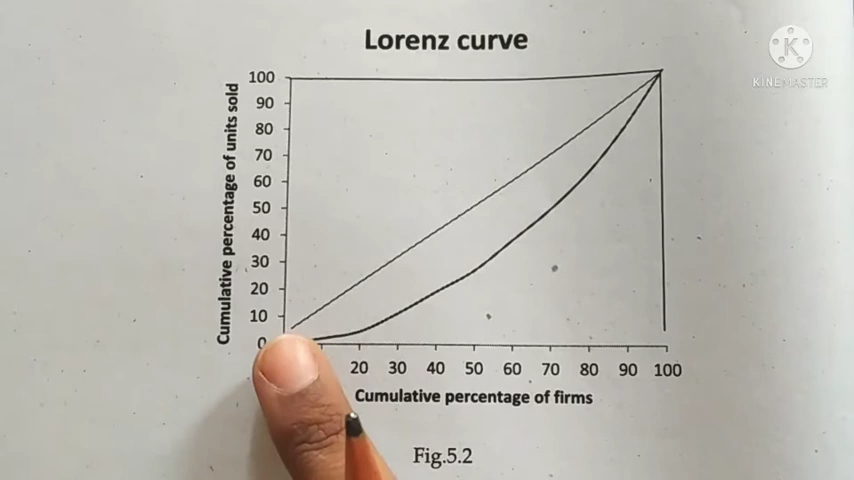 Lorenz curve
K
KINEMASTER
Cumulative percentage of units sold
100
90
80
70
60
50
40
30
20
10
0
20 30 40 50 60 70 80 90 100
Cumulative percentage of firms
Fig.5.2